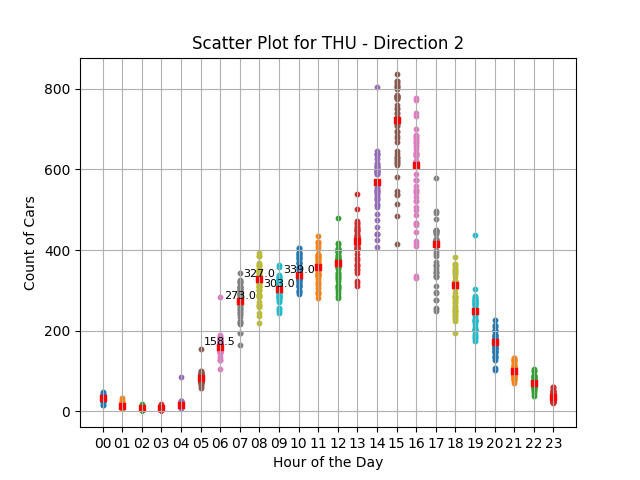 Scatter Plot for THU - Direction 2
Count of Cars
800
600
400
200
0
158.5
273.0
327.0
303.0
339.0
00 01 02 03 04 05 06 07 08 09 10 11 12 13 14 15 16 17 18 19 20 21 22 23
Hour of the Day